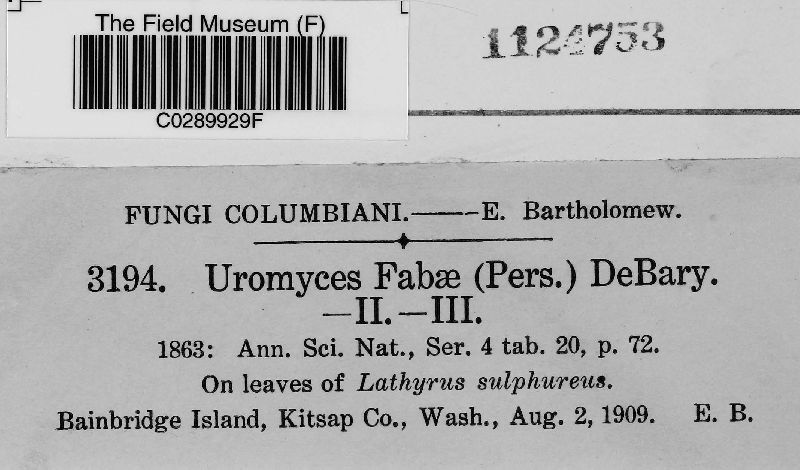 The Field Museum (F)
1124753
C0289929F
FUNGI COLUMBIANI.——E. Bartholomew.
3194. Uromyces Fabæ (Pers.) DeBary.
—II.—III.
1863: Ann. Sci. Nat., Ser. 4 tab. 20, p. 72.
On leaves of Lathyrus sulphureus.
Bainbridge Island, Kitsap Co., Wash., Aug. 2, 1909. E. B.